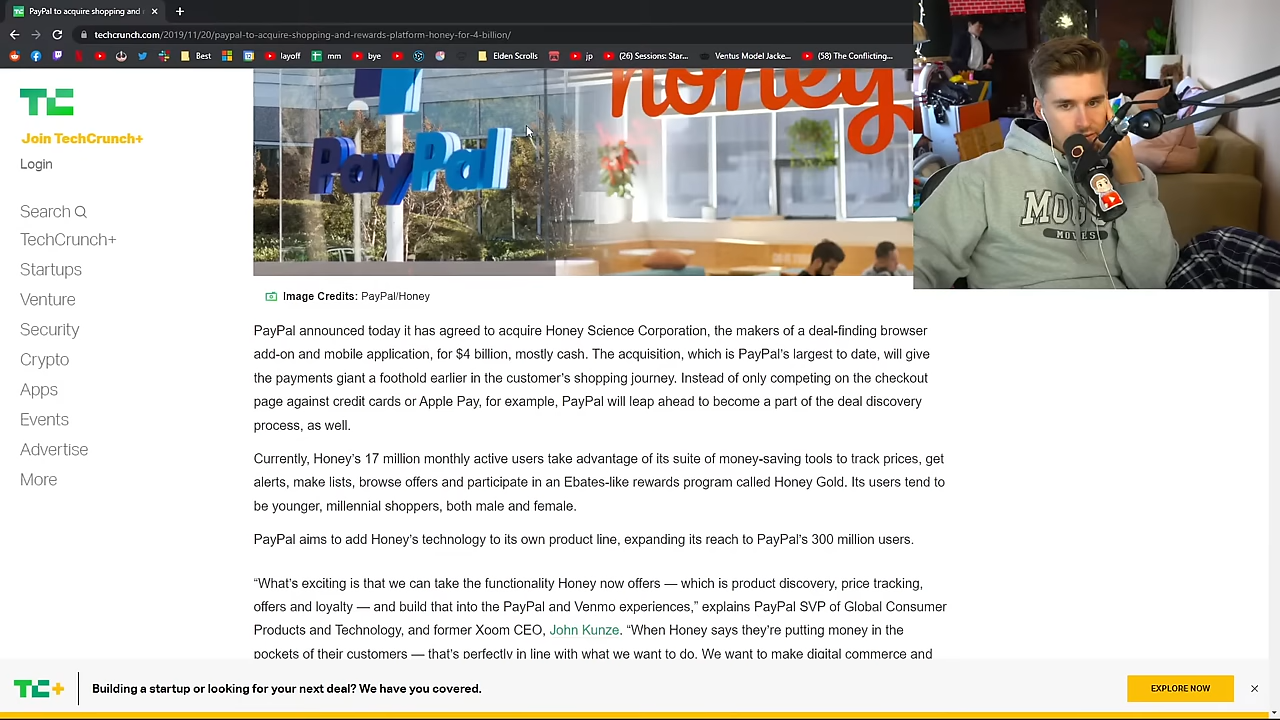 PayPal to acquire shopping and
techcrunch.com/2019/11/20/paypal-to-acquire-shopping-and-rewards-platform-honey-for-4-billion/
Best
layoff
mm
bye
Elden Scrolls
jp
(26) Sessions: Star...
Ventus Model Jacke...
(58) The Conflicting...
TC
Join TechCrunch+
Login
Search
TechCrunch+
Startups
Venture
Security
Crypto
Apps
Events
Advertise
More
PayPal
honey
MOGUL
MOVES
Image Credits: PayPal/Honey
PayPal announced today it has agreed to acquire Honey Science Corporation, the makers of a deal-finding browser
add-on and mobile application, for $4 billion, mostly cash. The acquisition, which is PayPal's largest to date, will give
the payments giant a foothold earlier in the customer's shopping journey. Instead of only competing on the checkout
page against credit cards or Apple Pay, for example, PayPal will leap ahead to become a part of the deal discovery
process, as well.
Currently, Honey's 17 million monthly active users take advantage of its suite of money-saving tools to track prices, get
alerts, make lists, browse offers and participate in an Ebates-like rewards program called Honey Gold. Its users tend to
be younger, millennial shoppers, both male and female.
PayPal aims to add Honey's technology to its own product line, expanding its reach to PayPal's 300 million users.
“What's exciting is that we can take the functionality Honey now offers — which is product discovery, price tracking,
offers and loyalty — and build that into the PayPal and Venmo experiences,” explains PayPal SVP of Global Consumer
Products and Technology, and former Xoom CEO, John Kunze. “When Honey says they're putting money in the
pockets of their customers — that's perfectly in line with what we want to do. We want to make digital commerce and
TC+
Building a startup or looking for your next deal? We have you covered.
EXPLORE NOW